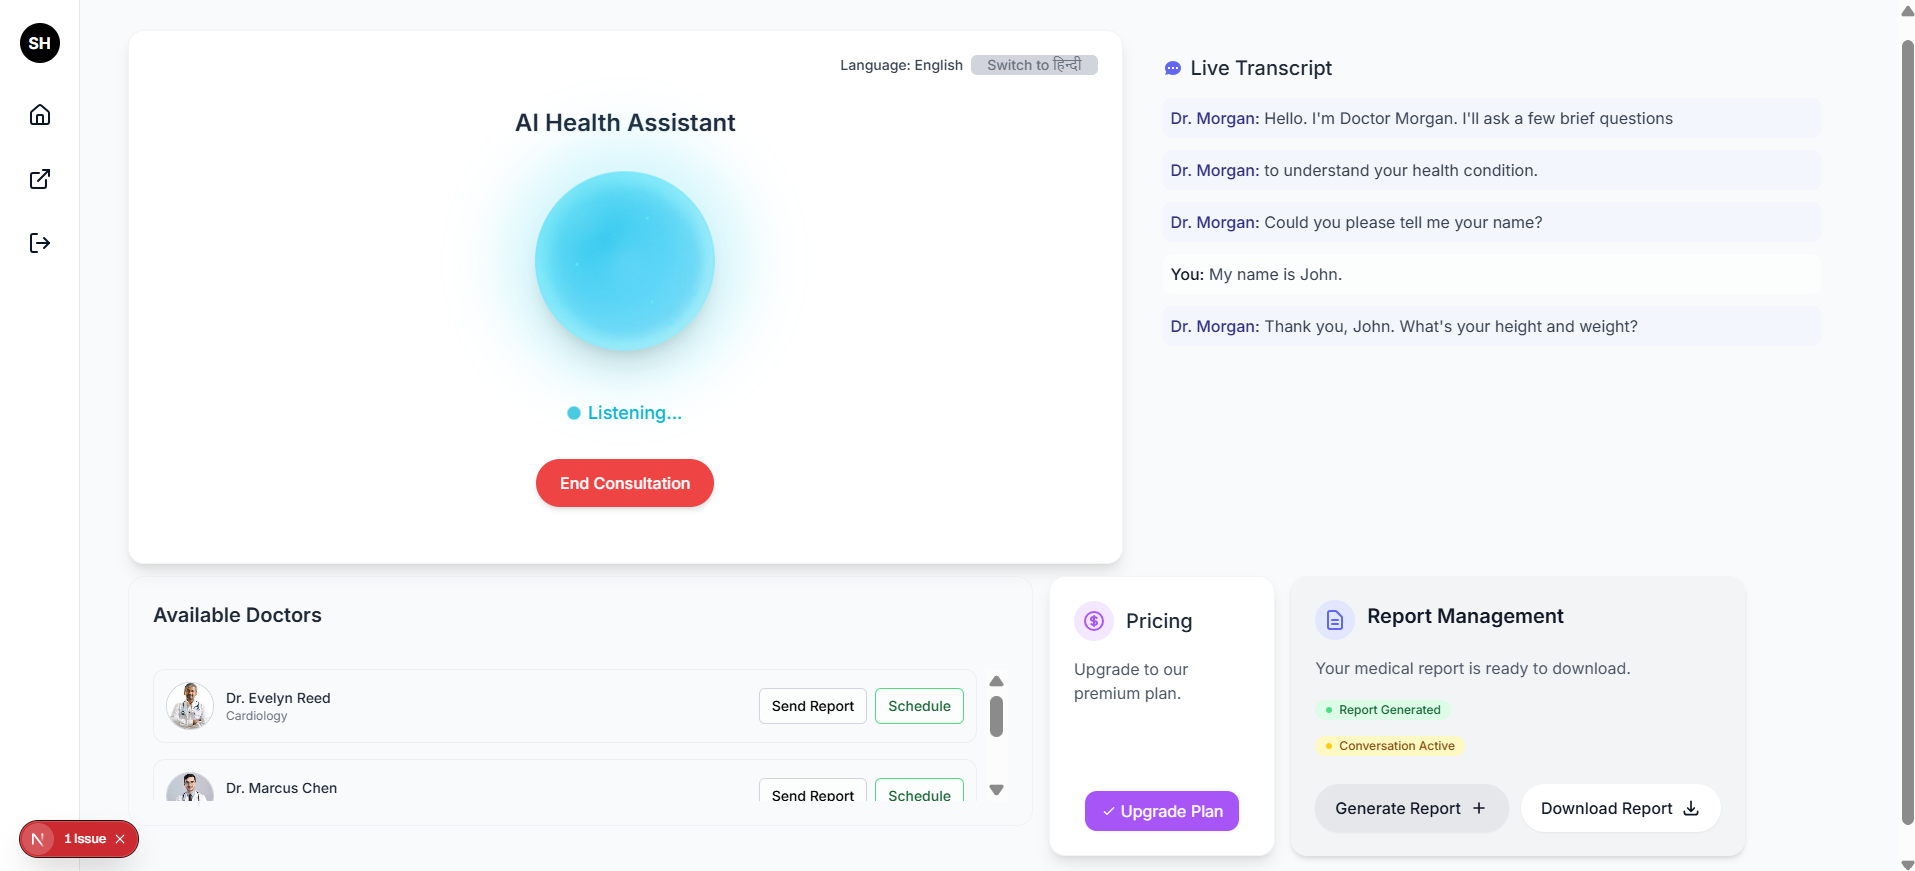 SH
Language: English Switch to हिन्दी
AI Health Assistant
Listening...
End Consultation
Live Transcript
Dr. Morgan: Hello. I'm Doctor Morgan. I'll ask a few brief questions
Dr. Morgan: to understand your health condition.
Dr. Morgan: Could you please tell me your name?
You: My name is John.
Dr. Morgan: Thank you, John. What's your height and weight?
Available Doctors
Dr. Evelyn Reed
Cardiology
Send Report Schedule
Dr. Marcus Chen
Send Report Schedule
Pricing
Upgrade to our
premium plan.
Upgrade Plan
Report Management
Your medical report is ready to download.
Report Generated
Conversation Active
Generate Report +
Download Report
N 1 Issue